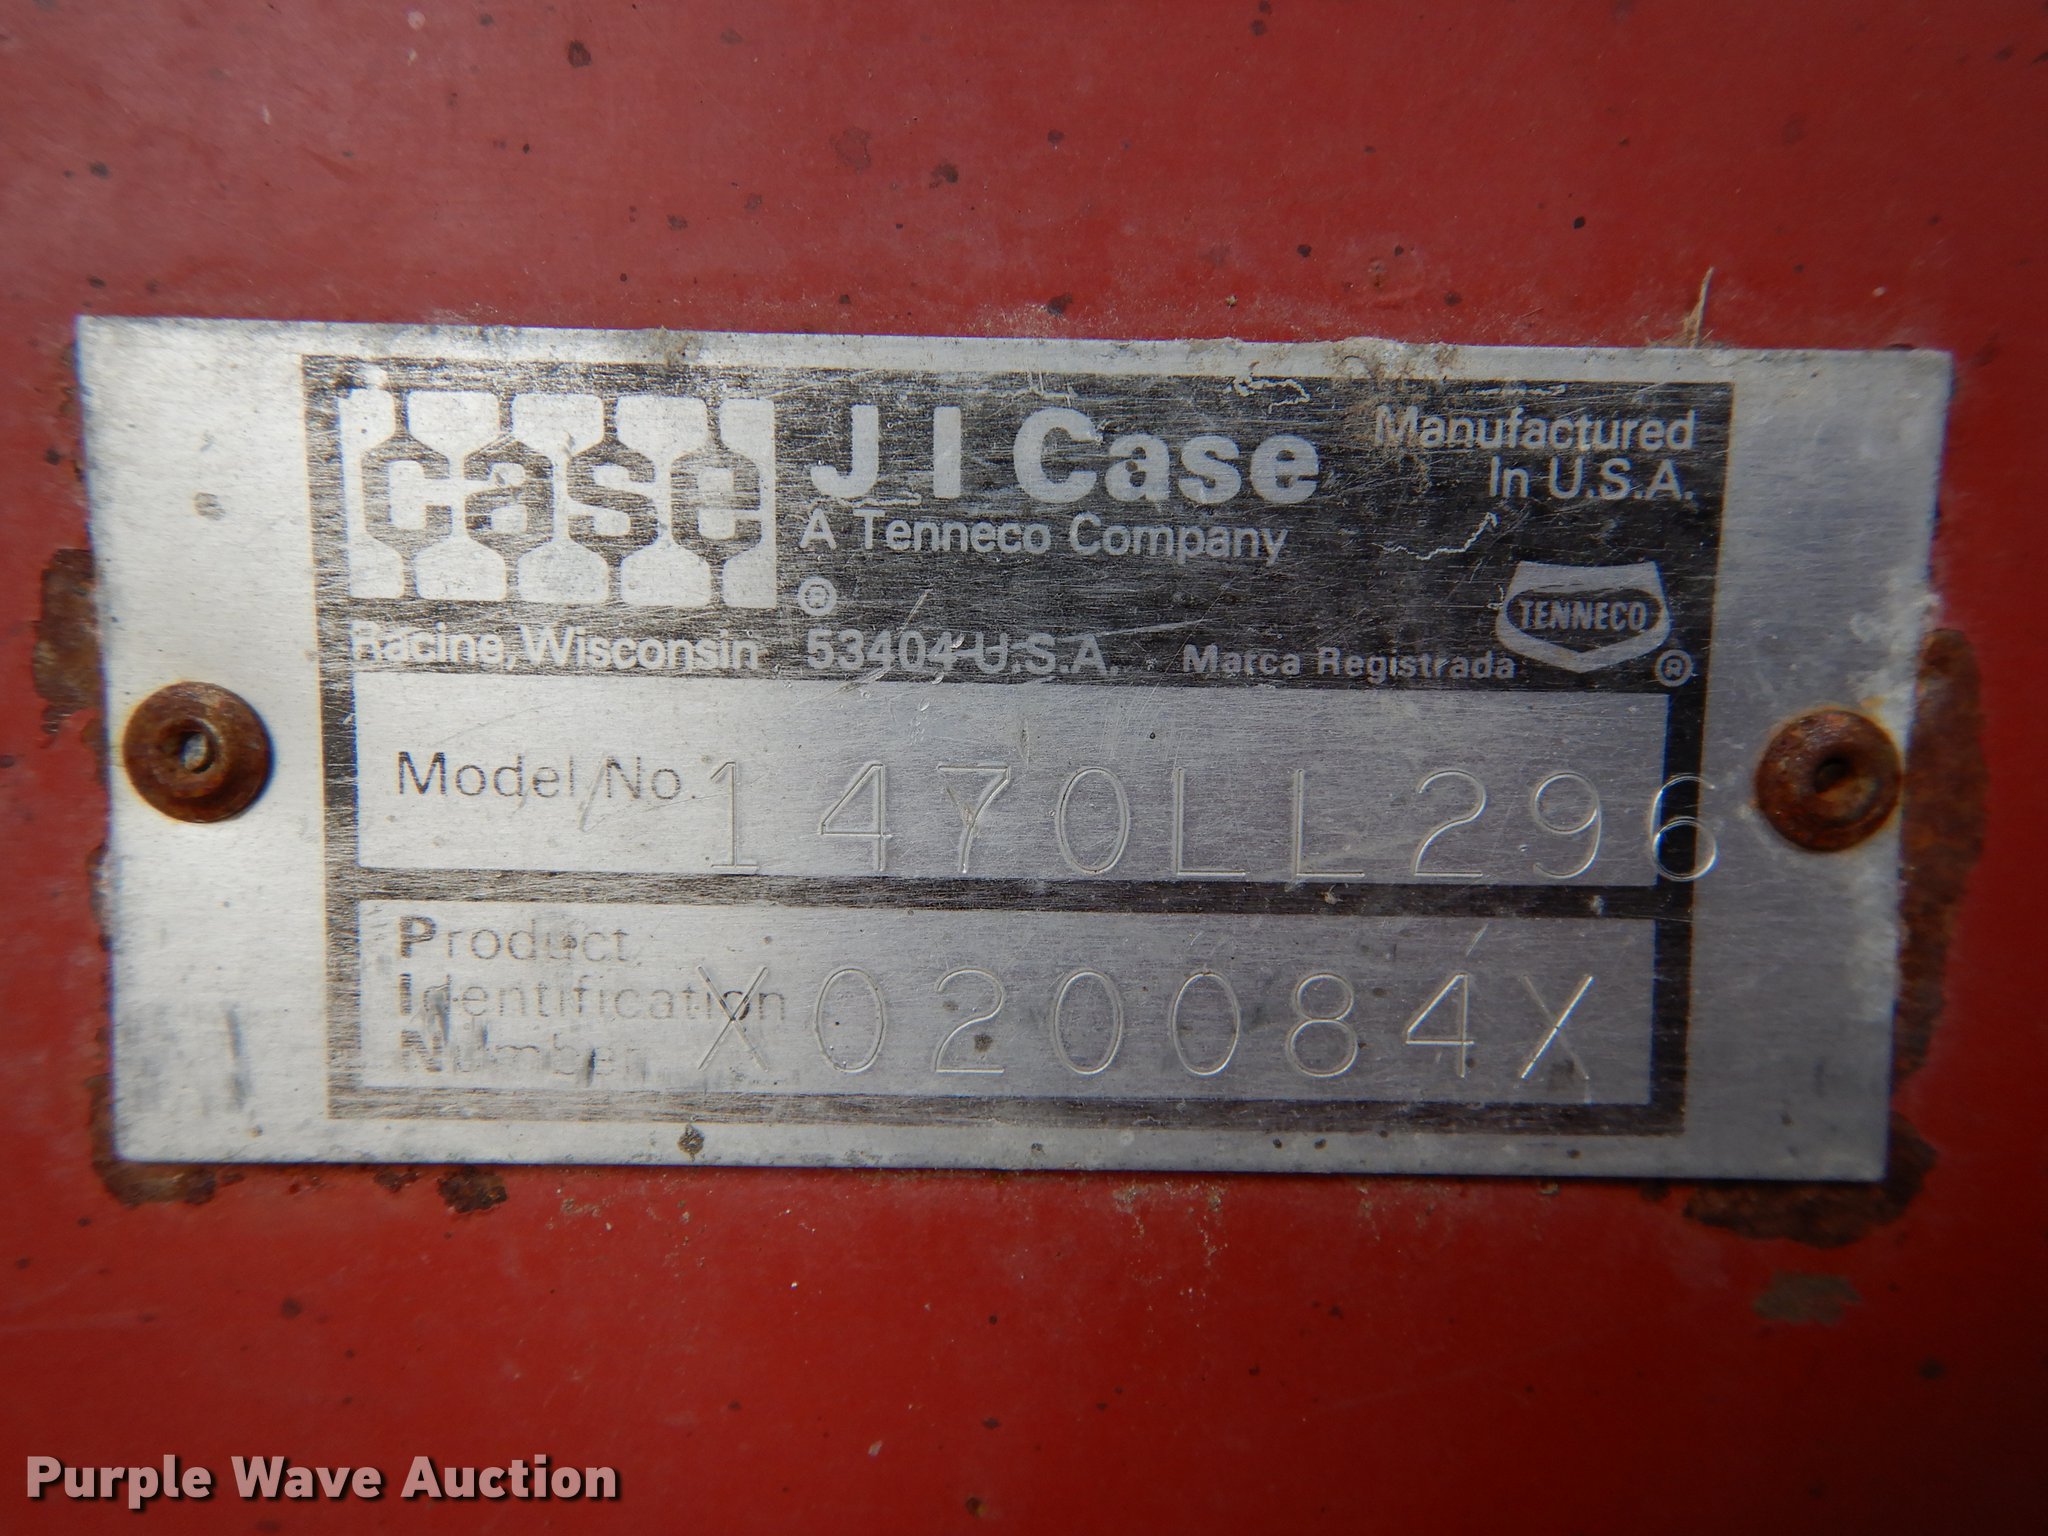 case
J I Case
A Tenneco Company
®
Manufactured
In U.S.A.
TENNECO
®
Racine, Wisconsin 53404 U.S.A. Marca Registrada
Model No. 1470LL296
Product
Identification
Number X020084X
Purple Wave Auction